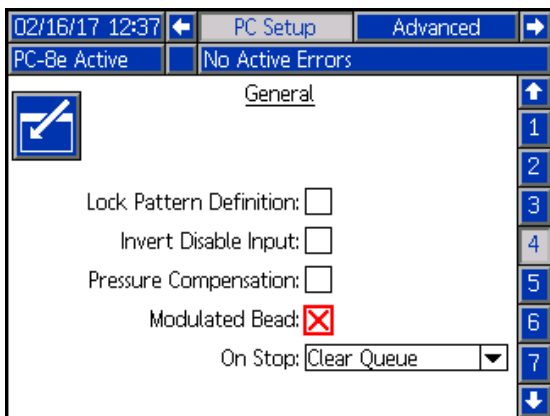 02/16/17 12:37 PC Setup Advanced
PC-8e Active No Active Errors
General
1
2
Lock Pattern Definition: 3
Invert Disable Input: 4
Pressure Compensation: 5
Modulated Bead: 6
On Stop: Clear Queue 7